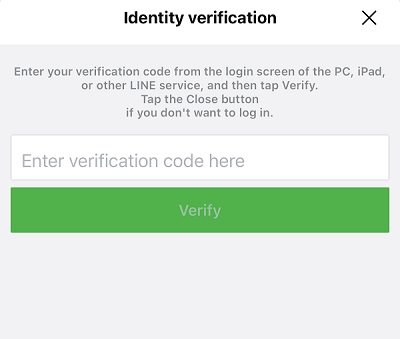 Identity verification
Enter your verification code from the login screen of the PC, iPad,
or other LINE service, and then tap Verify.
Tap the Close button
if you don't want to log in.
Enter verification code here
Verify